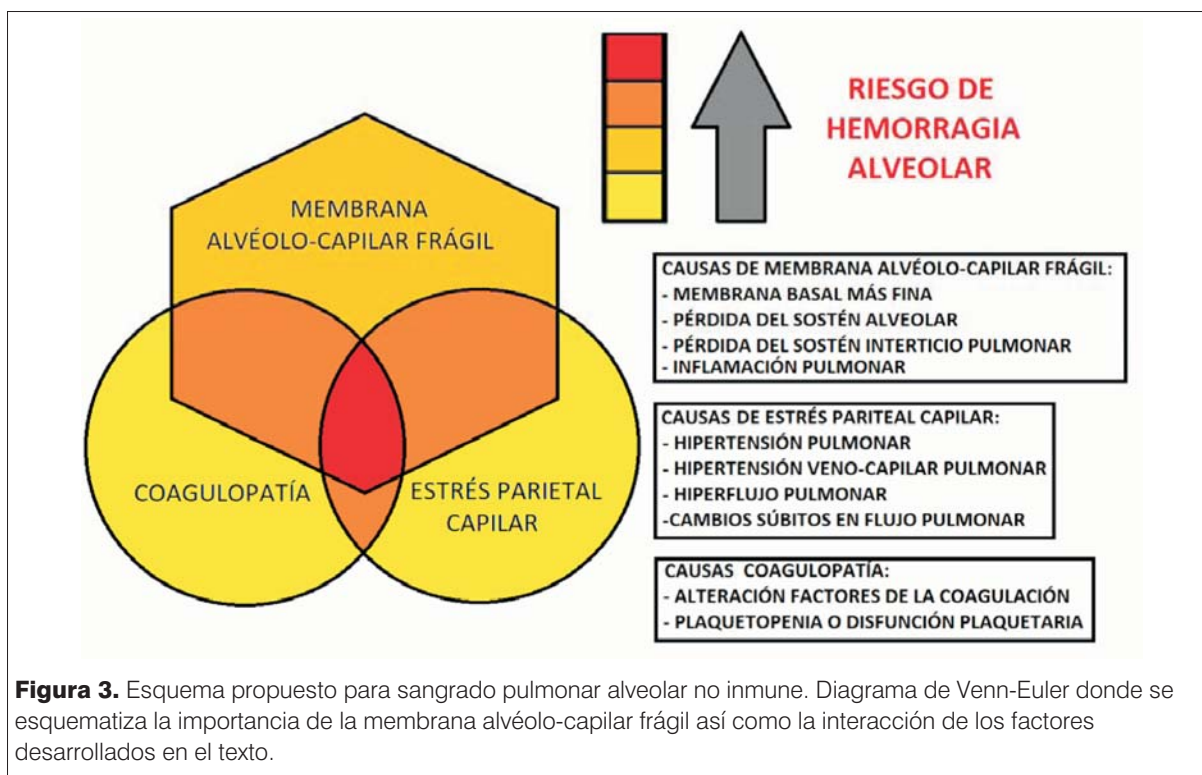 RIESGO DE
HEMORRAGIA
ALVEOLAR
MEMBRANA
ALVÉOLO-CAPILAR FRÁGIL
COAGULOPATÍA
ESTRÉS PARIETAL
CAPILAR
CAUSAS DE MEMBRANA ALVÉOLO-CAPILAR FRÁGIL:
- MEMBRANA BASAL MÁS FINA
- PÉRDIDA DEL SOSTÉN ALVEOLAR
- PÉRDIDA DEL SOSTÉN INTERTICIO PULMONAR
- INFLAMACIÓN PULMONAR
CAUSAS DE ESTRÉS PARITEAL CAPILAR:
- HIPERTENSIÓN PULMONAR
- HIPERTENSIÓN VENO-CAPILAR PULMONAR
- HIPERFLUJO PULMONAR
-CAMBIOS SÚBITOS EN FLUJO PULMONAR
CAUSAS COAGULOPATÍA:
- ALTERACIÓN FACTORES DE LA COAGULACIÓN
- PLAQUETOPENIA O DISFUNCIÓN PLAQUETARIA
Figura 3. Esquema propuesto para sangrado pulmonar alveolar no inmune. Diagrama de Venn-Euler donde se
esquematiza la importancia de la membrana alvéolo-capilar frágil así como la interacción de los factores
desarrollados en el texto.